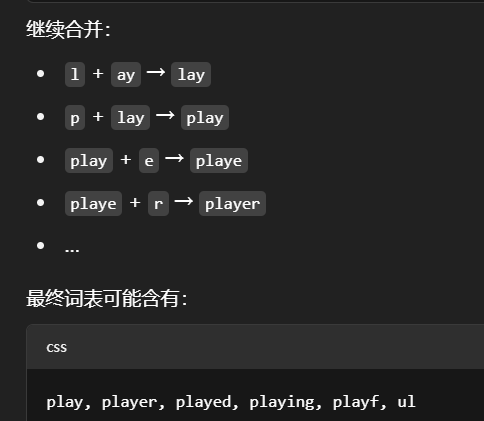 继续合并：
• l + ay → lay
• p + lay → play
• play + e → playe
• playe + r → player
• ...
最终词表可能含有：
css
play, player, played, playing, playf, ul